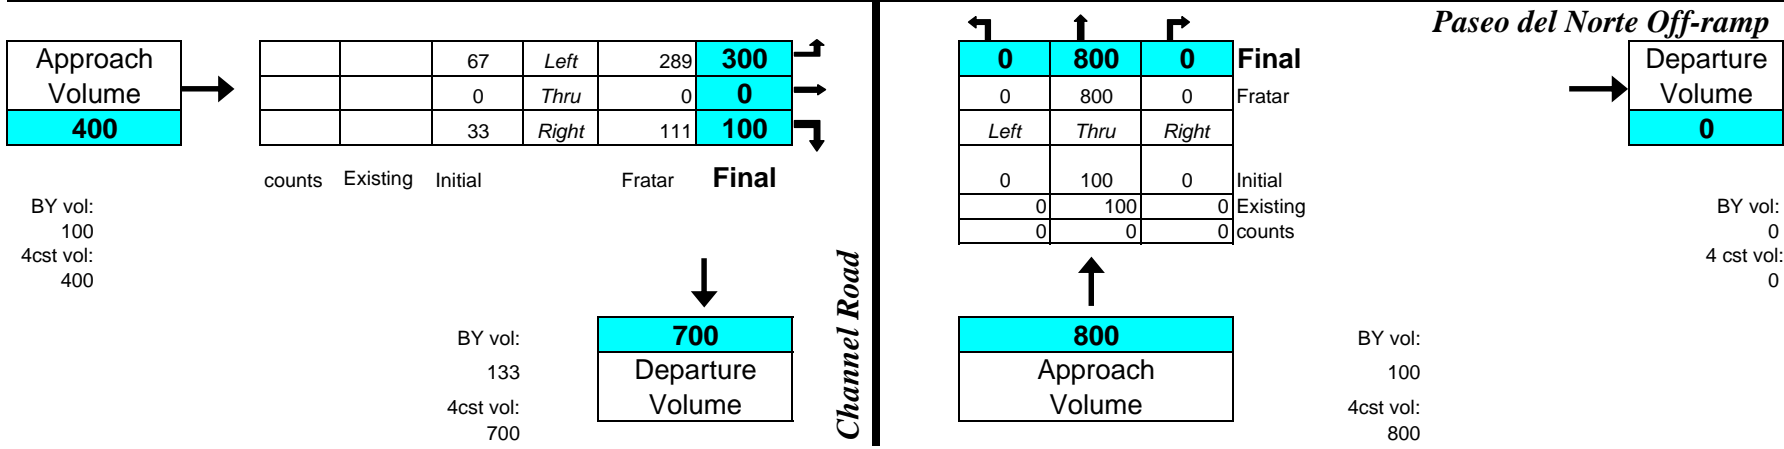 Paseo del Norte Off-ramp
Approach
Volume
400
67 Left 289 300
0 Thru 0 0
33 Right 111 100
counts Existing Initial Fratar Final
BY vol:
100
4cst vol:
400
BY vol:
133
4cst vol:
700
700
Departure
Volume
Channel Road
0 800 0 Final
0 800 0 Fratar
Left Thru Right
0 100 0 Initial
0 100 0 Existing
0 0 0 counts
800
Approach
Volume
BY vol:
100
4cst vol:
800
Departure
Volume
0
BY vol:
0
4 cst vol:
0